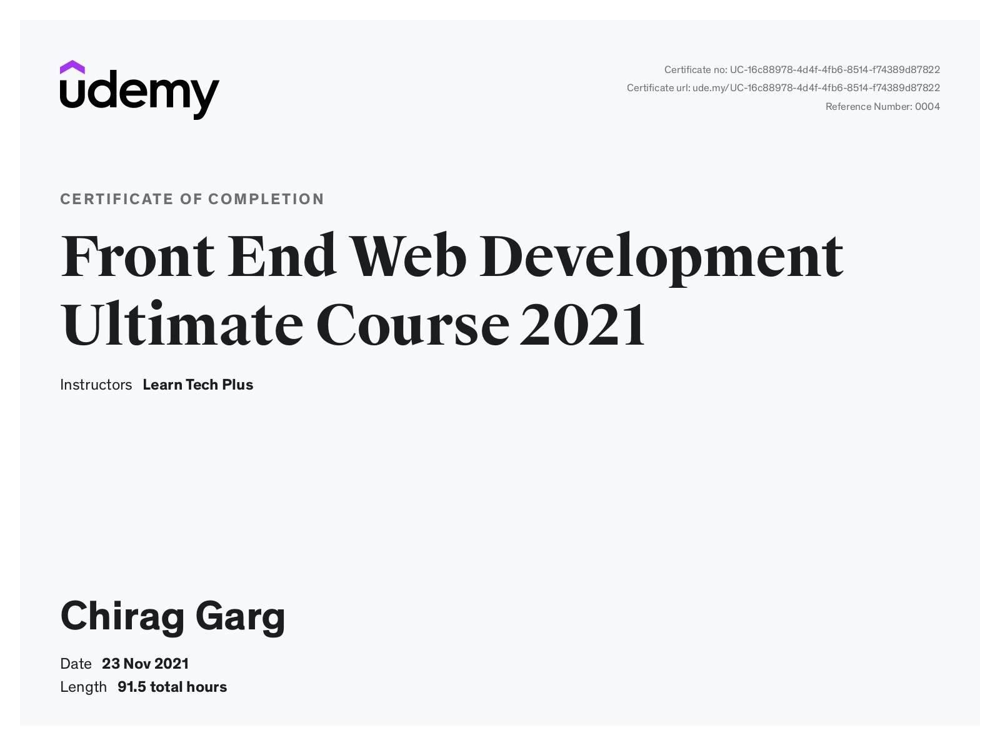 udemy
Certificate no: UC-16c88978-4d4f-4fb6-8514-f74389d87822
Certificate url: ude.my/UC-16c88978-4d4f-4fb6-8514-f74389d87822
Reference Number: 0004
CERTIFICATE OF COMPLETION
Front End Web Development
Ultimate Course 2021
Instructors Learn Tech Plus
Chirag Garg
Date 23 Nov 2021
Length 91.5 total hours